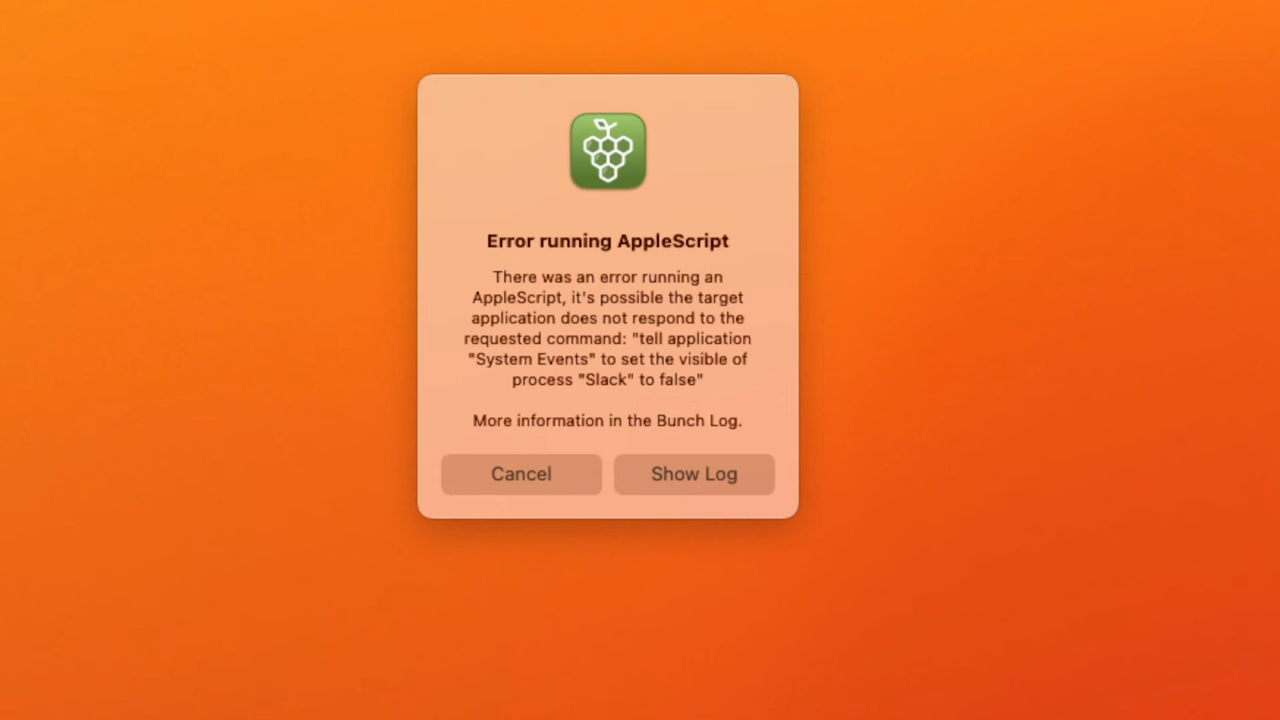 Error running AppleScript
There was an error running an
AppleScript, it's possible the target
application does not respond to the
requested command: "tell application
"System Events" to set the visible of
process "Slack" to false"
More information in the Bunch Log.
Cancel
Show Log